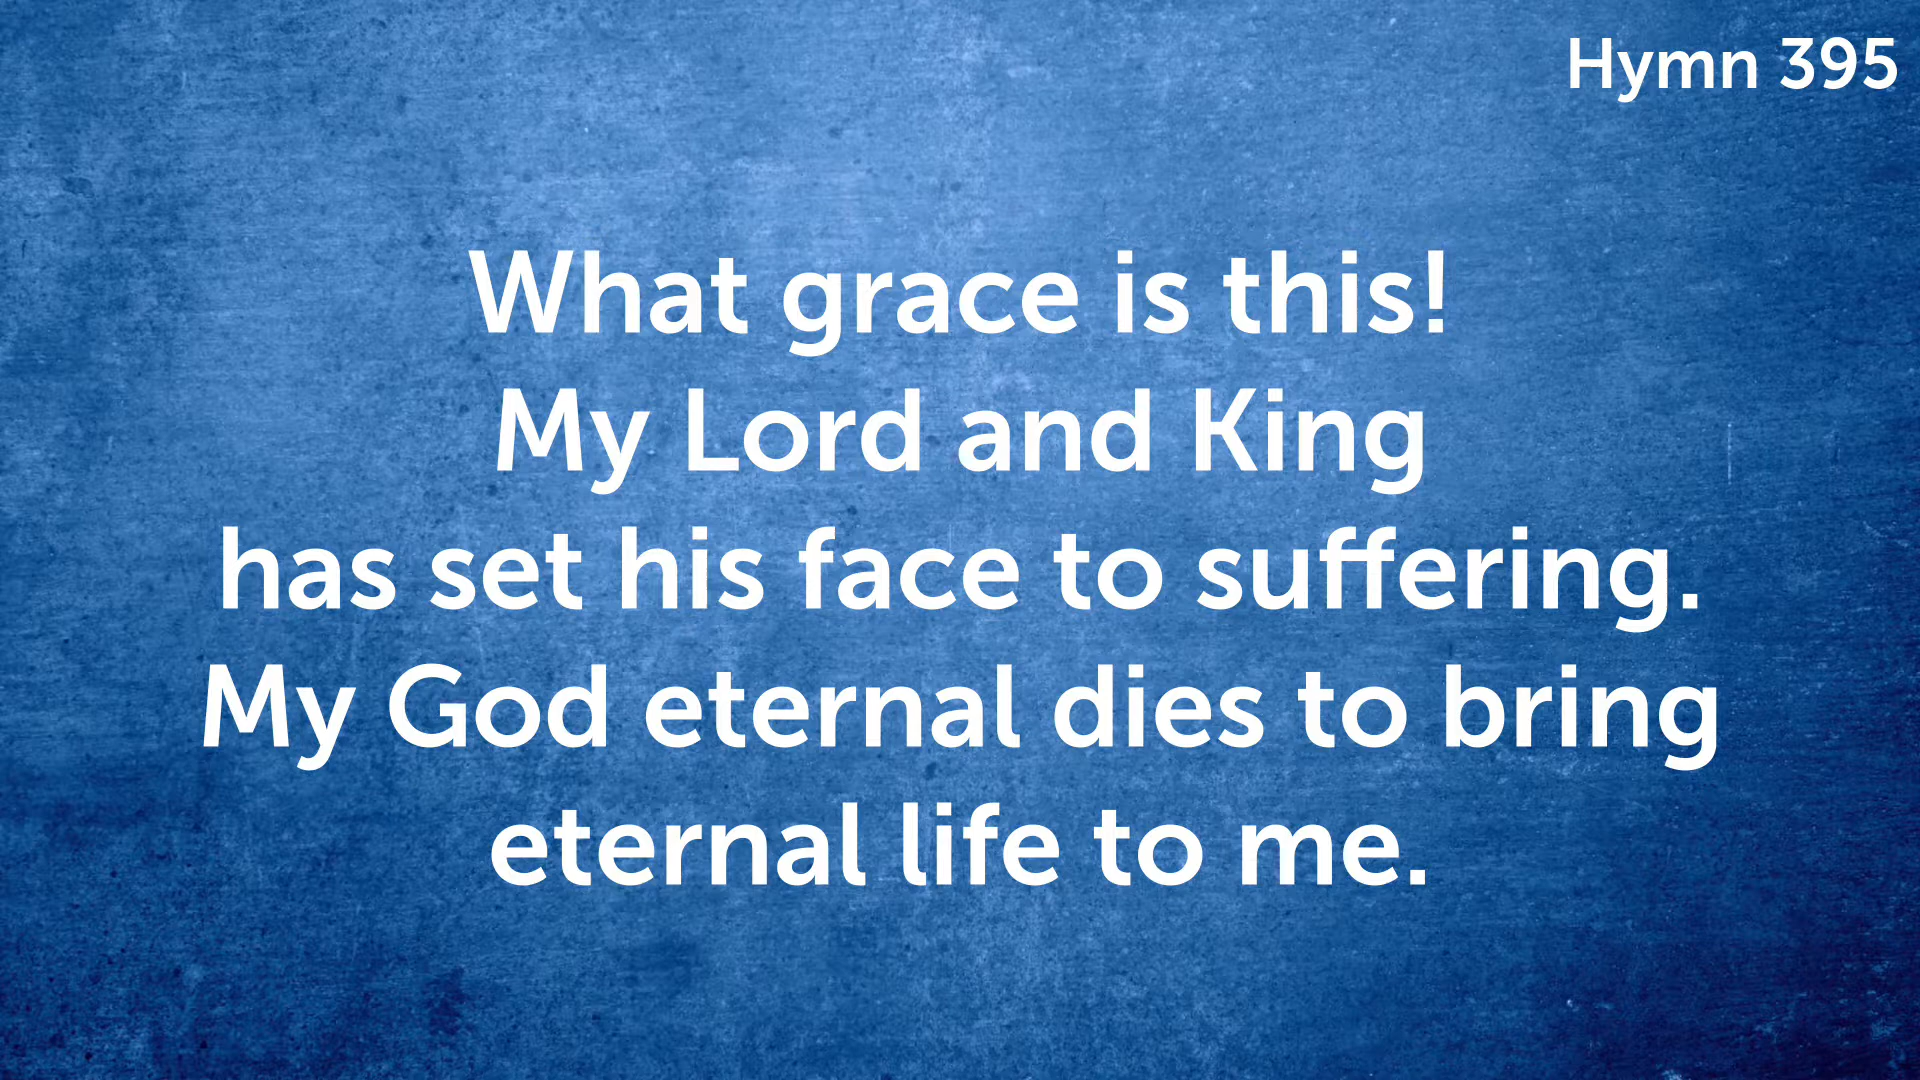 Hymn 395
What grace is this!
My Lord and King
has set his face to suffering.
My God eternal dies to bring
eternal life to me.